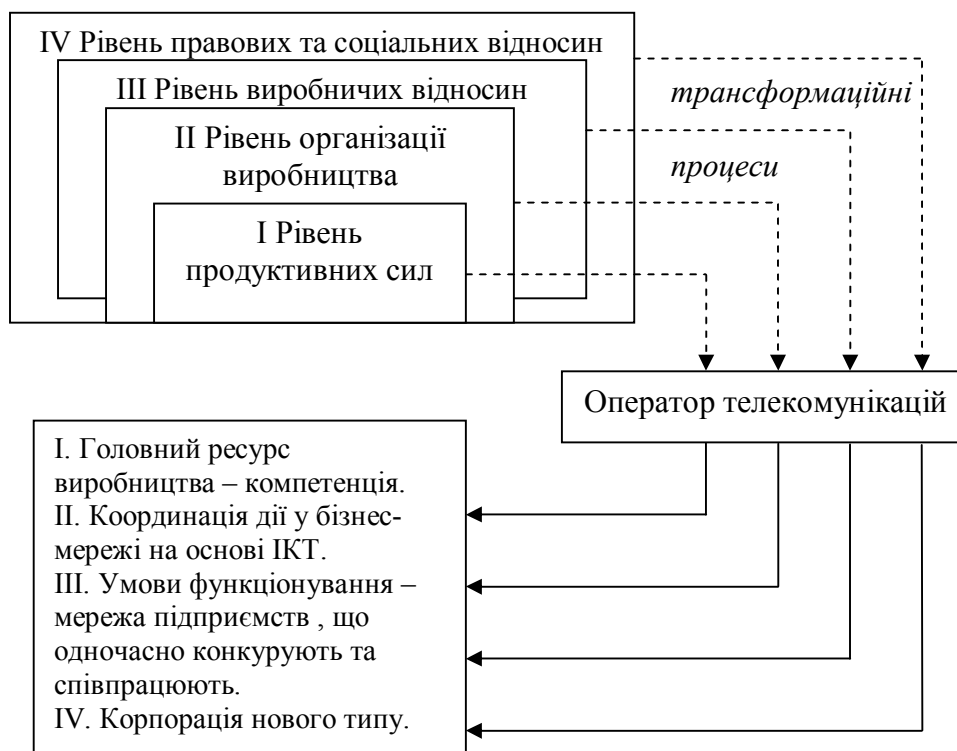 IV Рівень правових та соціальних відносин
III Рівень виробничих відносин
II Рівень організації
виробництва
I Рівень
продуктивних сил
трансформаційні
процеси
Оператор телекомунікацій
I. Головний ресурс
виробництва – компетенція.
II. Координація дії у бізнес-
мережі на основі ІКТ.
III. Умови функціонування –
мережа підприємств , що
одночасно конкурують та
співпрацюють.
IV. Корпорація нового типу.